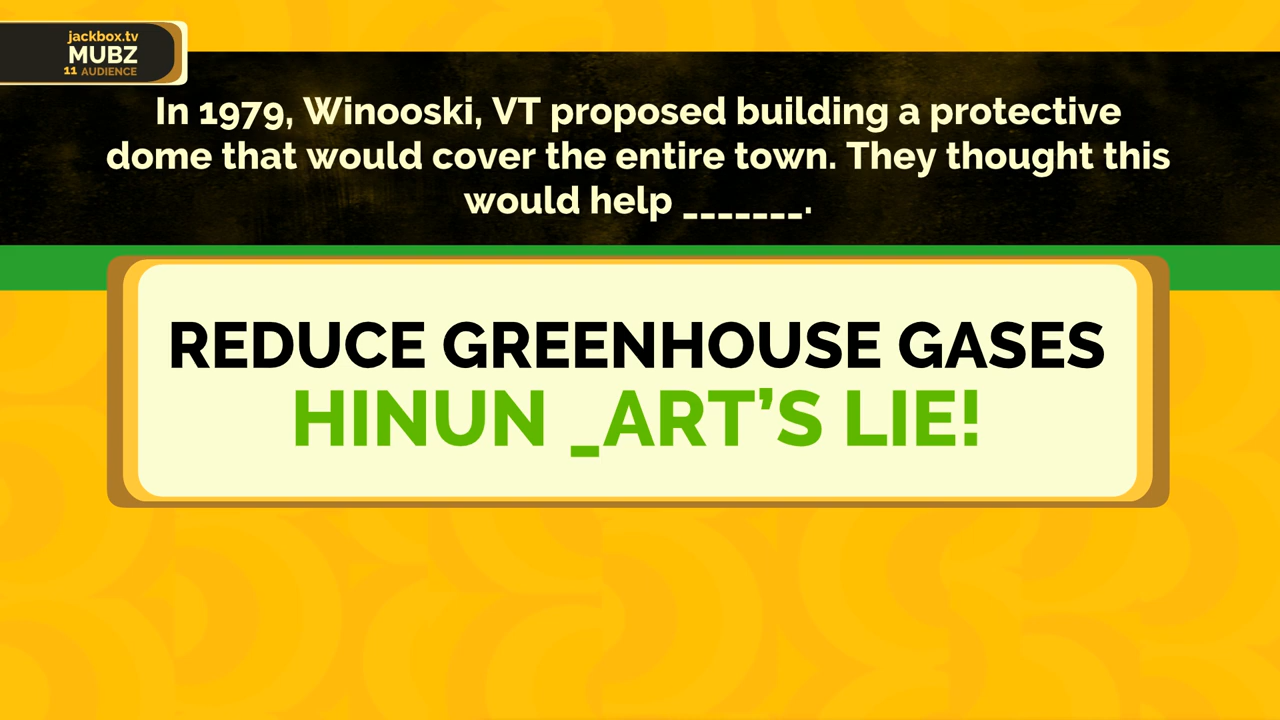 jackbox.tv
MUBZ
11 AUDIENCE
In 1979, Winooski, VT proposed building a protective
dome that would cover the entire town. They thought this
would help _______.
REDUCE GREENHOUSE GASES
HINUN _ART'S LIE!